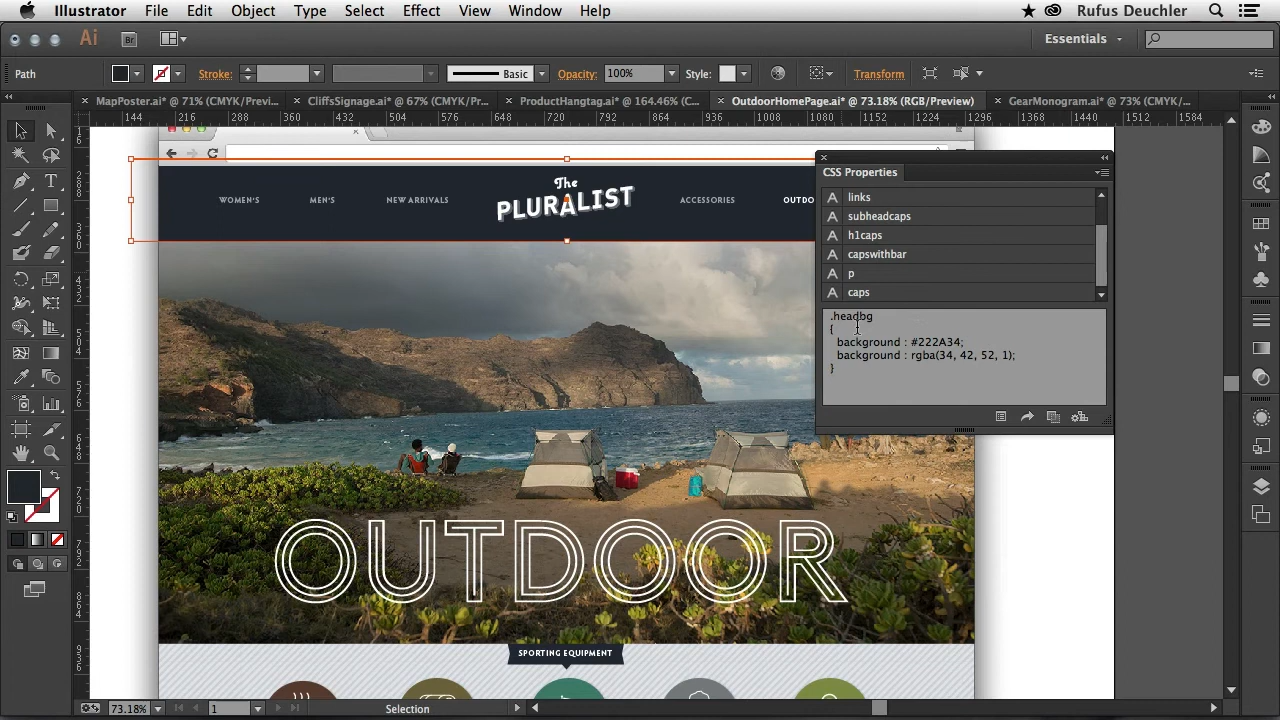 Illustrator File Edit Object Type Select Effect View Window Help Rufus Deuchler
Ai Br Essentials
Path Stroke: Basic Opacity: 100% Style: Transform
MapPoster.ai* @ 71% (CMYK/Previ... CliffsSignage.ai* @ 67% (CMYK/Pr... ProductHangtag.ai* @ 164.46% (C... OutdoorHomePage.ai* @ 73.18% (RGB/Preview) GearMonogram.ai* @ 73% (CMYK/...
144 216 288 360 432 504 576 648 720 792 864 936 1008 1080 1152 1224 1296 1368 1440 1512 1584
CSS Properties
WOMEN'S MEN'S NEW ARRIVALS The PLURALIST ACCESSORIES OUTDO
links
subheadcaps
h1caps
capswithbar
p
caps
.headbg
{
background : #222A34;
background : rgba(34, 42, 52, 1);
}
OUTDOOR
SPORTING EQUIPMENT
73.18% 1 Selection